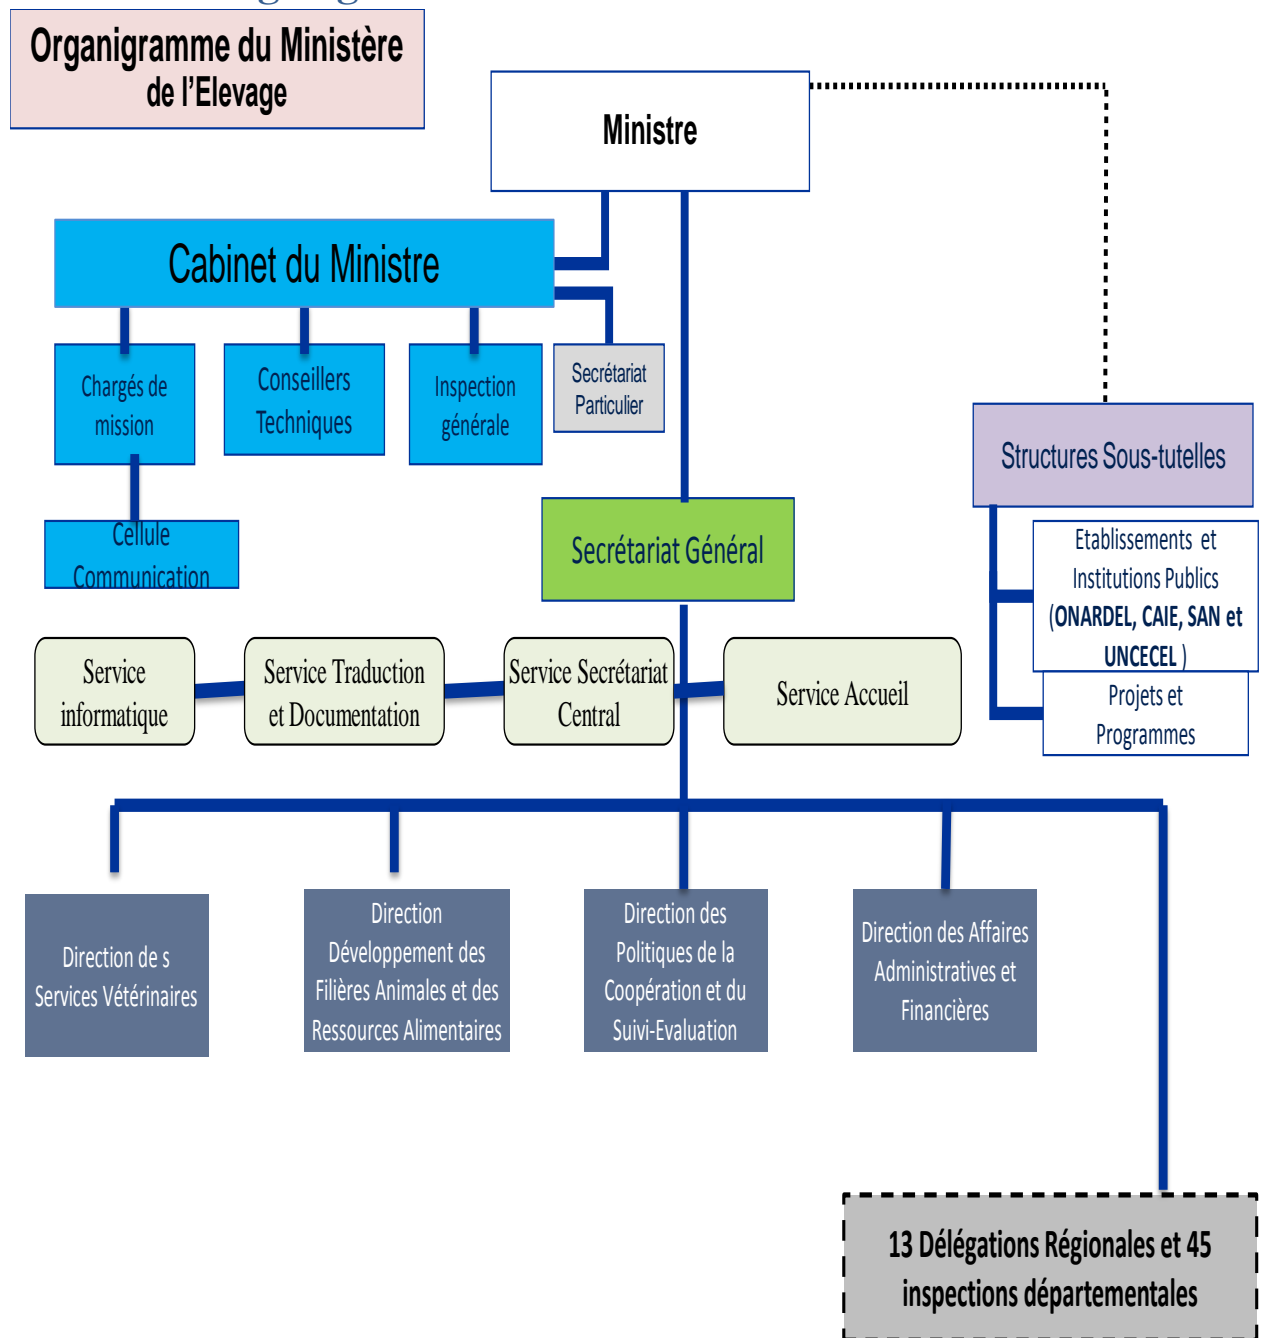 Organigramme du Ministère
de l'Elevage
Ministre
Cabinet du Ministre
Chargés de
mission
Conseillers
Techniques
Inspection
générale
Secrétariat
Particulier
Cellule
Communication
Structures Sous-tutelles
Etablissements et
Institutions Publics
(ONARDEL, CAIE, SAN et
UNCECEL )
Projets et
Programmes
Secrétariat Général
Service
informatique
Service Traduction
et Documentation
Service Secrétariat
Central
Service Accueil
Direction de s
Services Vétérinaires
Direction
Développement des
Filières Animales et des
Ressources Alimentaires
Direction des
Politiques de la
Coopération et du
Suivi-Evaluation
Direction des Affaires
Administratives et
Financières
13 Délégations Régionales et 45
inspections départementales